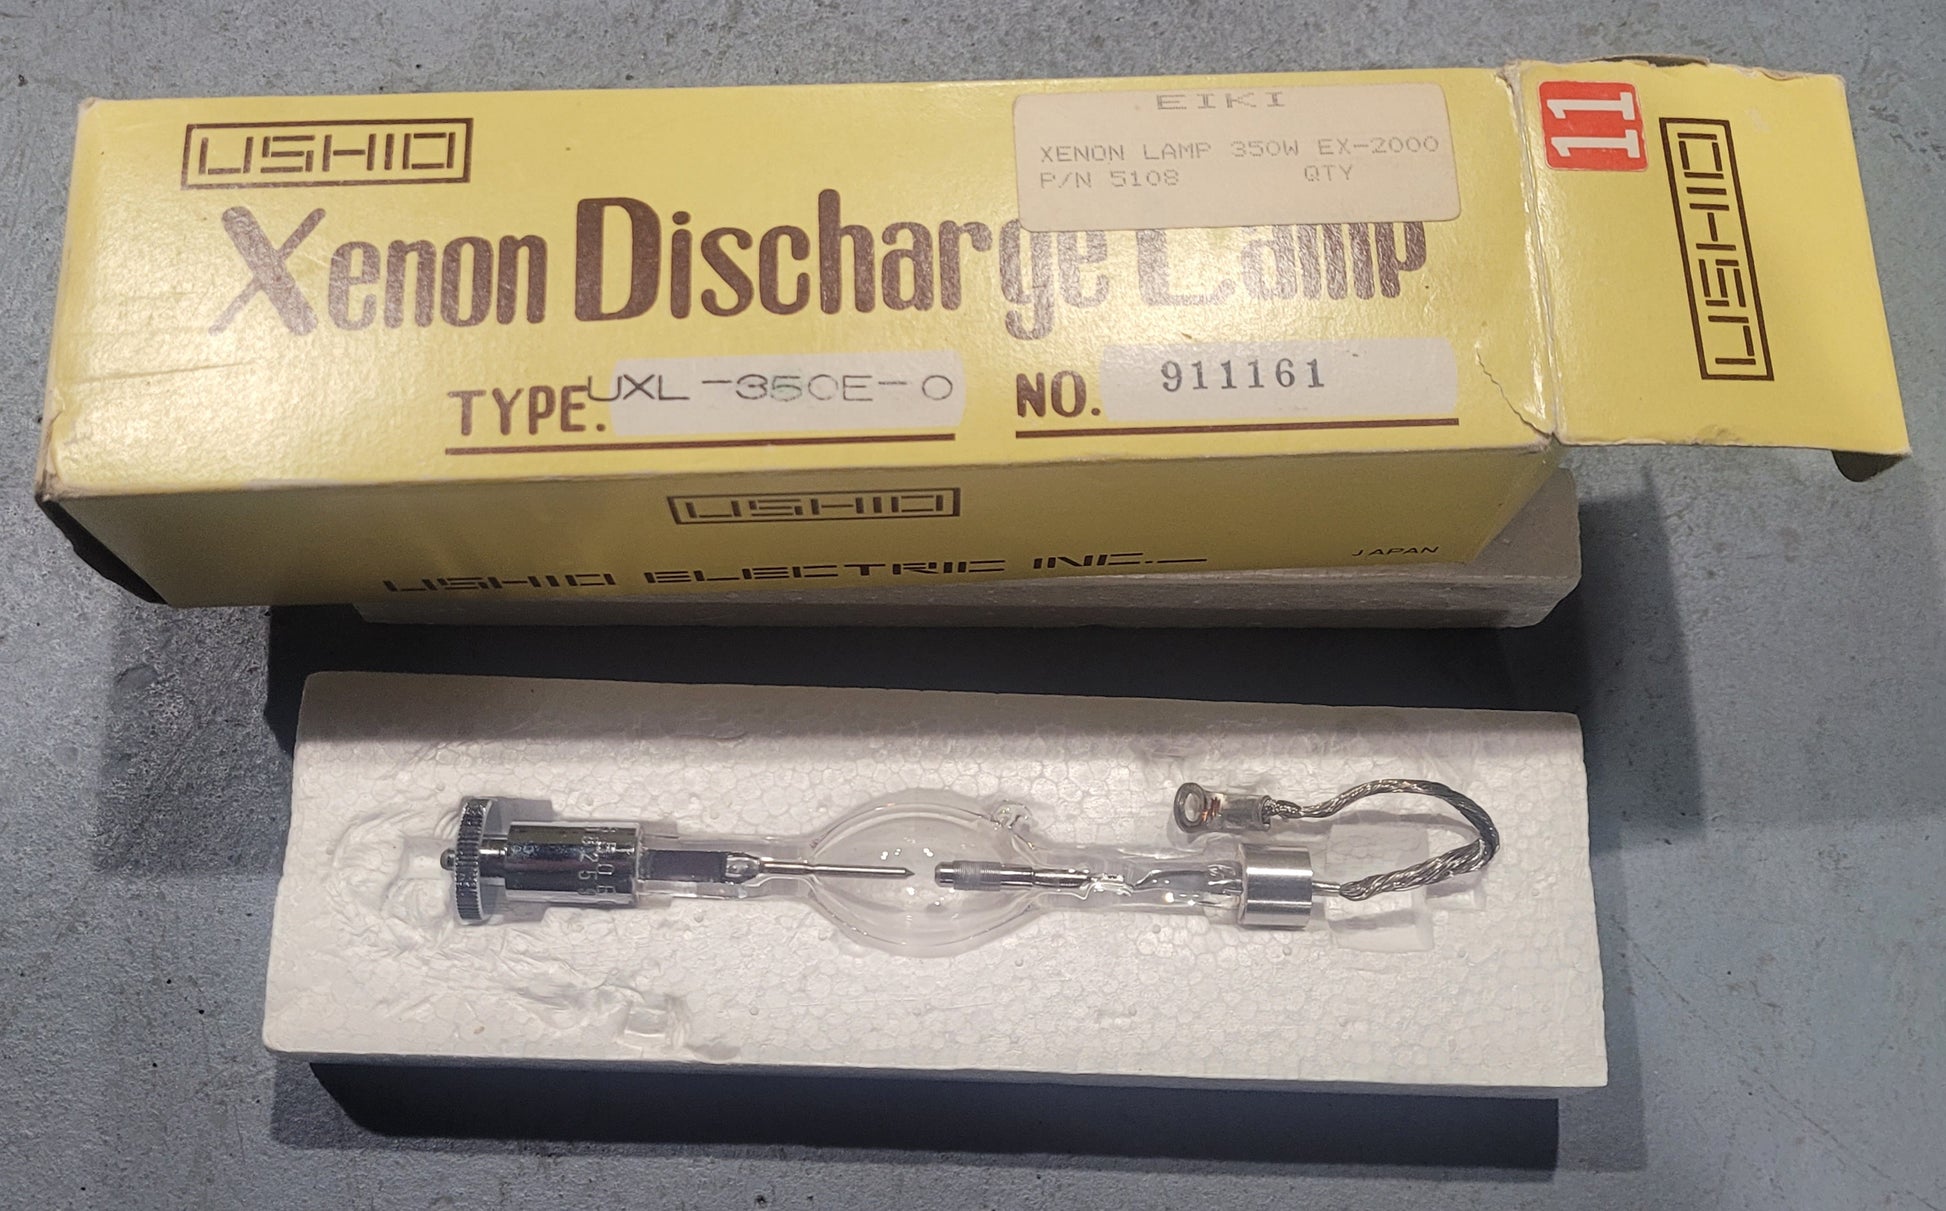 USHIO
EIKI
XENON LAMP 350W EX-2000
P/N 5108 QTY
Xenon Discharge Lamp
TYPE. UXL-350E-0
NO. 911161
11
USHIO
USHIO
USHIO ELECTRIC INC.
JAPAN